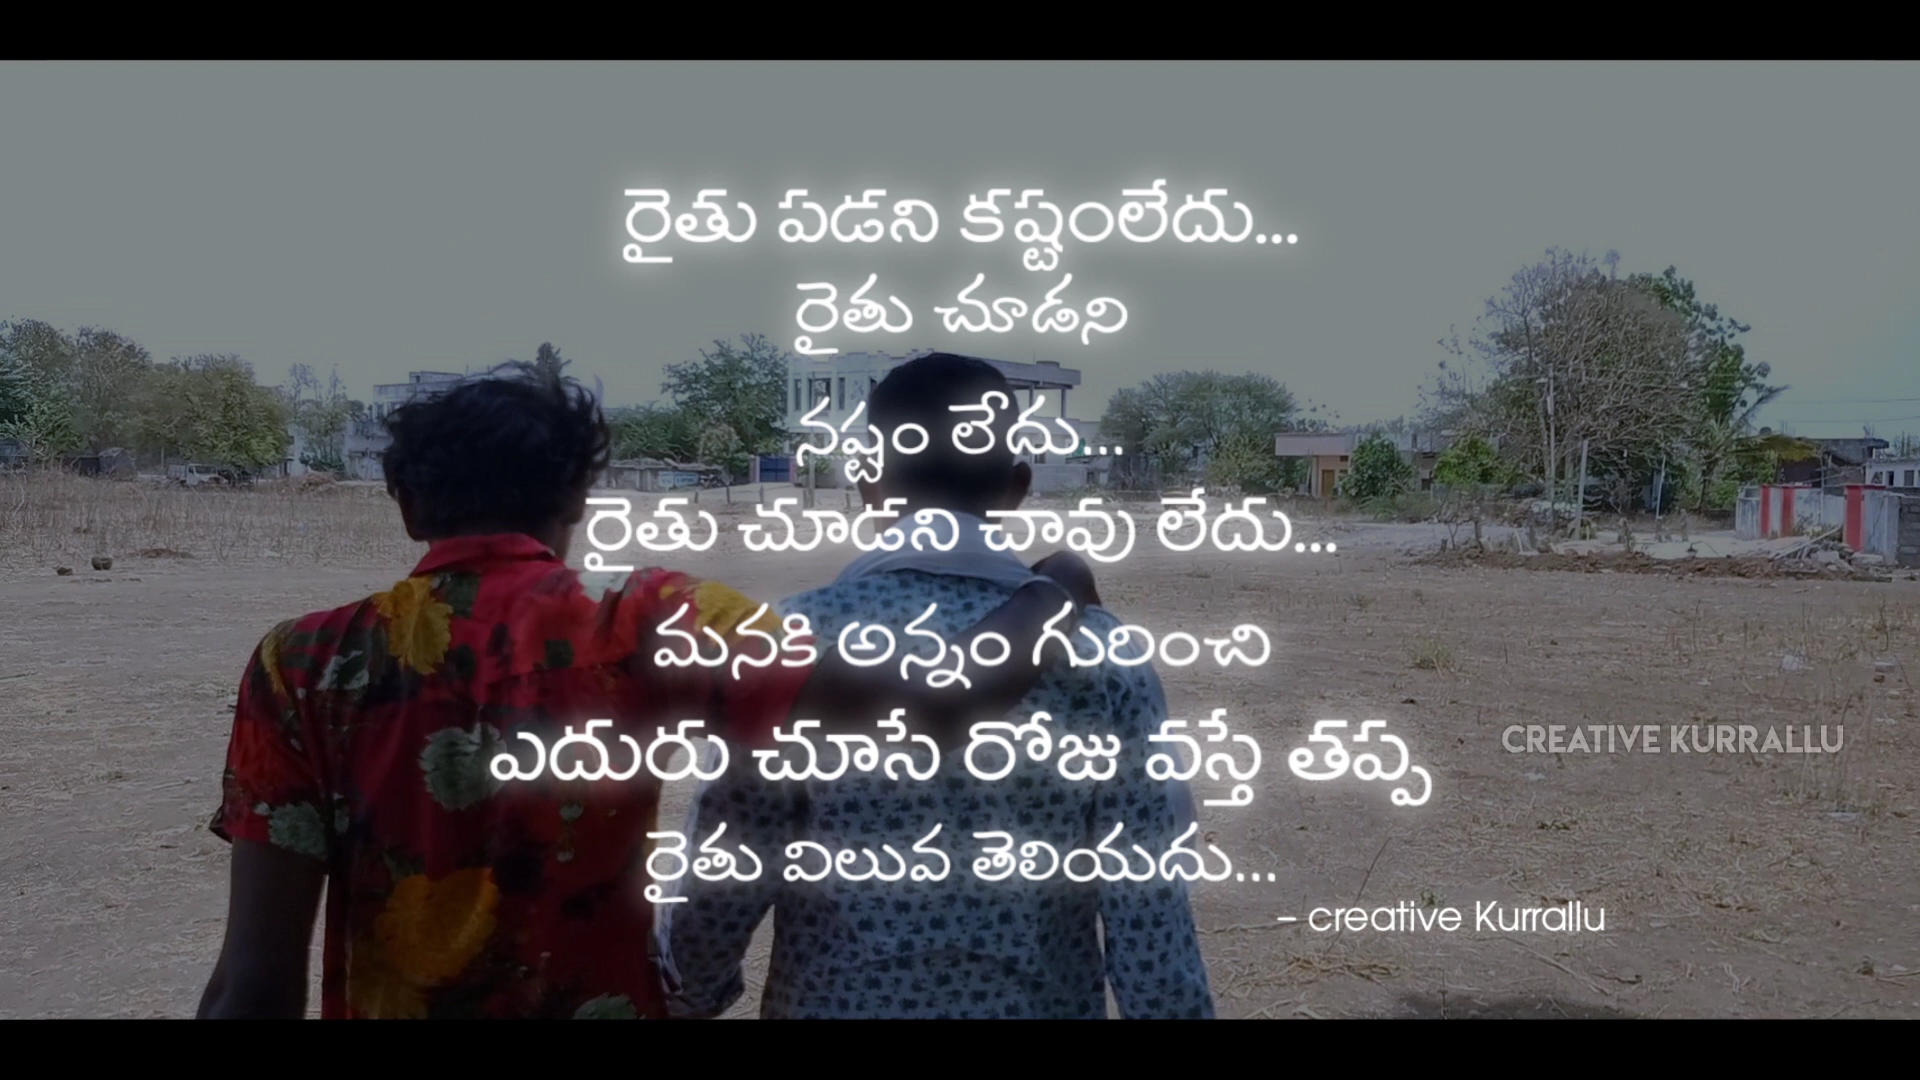 రైతు పడని కష్టంలేదు...
రైతు చూడని
నష్టం లేదు...
రైతు చూడని చావు లేదు...
మనకి అన్నం గురించి
ఎదురు చూసే రోజు వస్తే తప్ప
CREATIVE KURRALLU
రైతు విలువ తెలియదు...
– creative Kurrallu